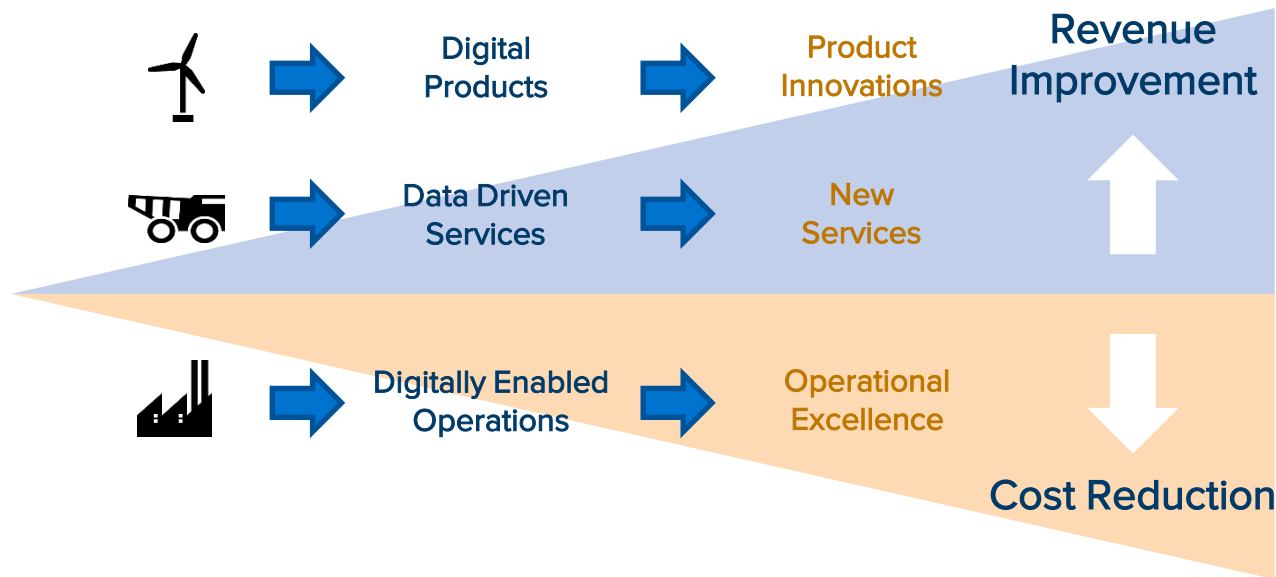 Digital
Products
Product
Innovations
Revenue
Improvement
Data Driven
Services
New
Services
Digitally Enabled
Operations
Operational
Excellence
Cost Reduction